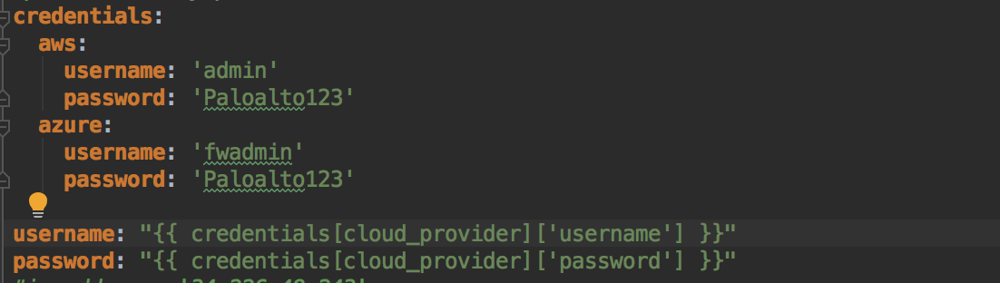 credentials:
  aws:
    username: 'admin'
    password: 'Paloalto123'
  azure:
    username: 'fwadmin'
    password: 'Paloalto123'
username: "{{ credentials[cloud_provider]['username'] }}"
password: "{{ credentials[cloud_provider]['password'] }}"